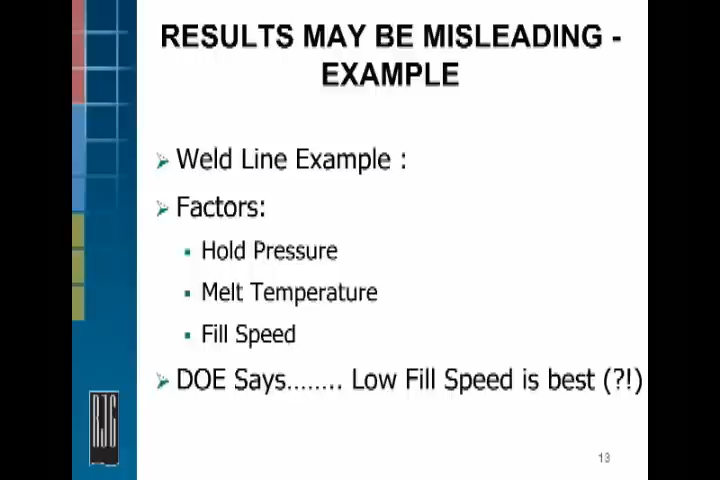 RESULTS MAY BE MISLEADING -
EXAMPLE
Weld Line Example :
Factors:
Hold Pressure
Melt Temperature
Fill Speed
DOE Says........ Low Fill Speed is best (?!)
RJG
13